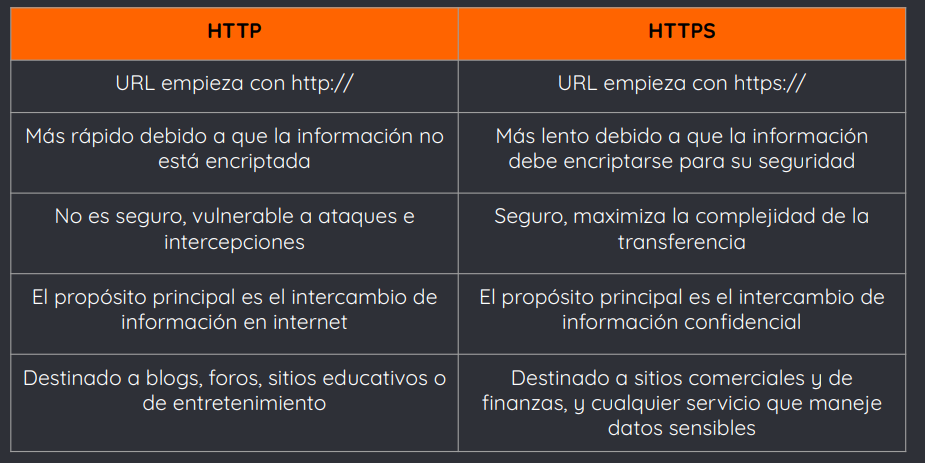 HTTP
HTTPS
URL empieza con http://
URL empieza con https://
Más rápido debido a que la información no
está encriptada
Más lento debido a que la información
debe encriptarse para su seguridad
No es seguro, vulnerable a ataques e
intercepciones
Seguro, maximiza la complejidad de la
transferencia
El propósito principal es el intercambio de
información en internet
El propósito principal es el intercambio de
información confidencial
Destinado a blogs, foros, sitios educativos o
de entretenimiento
Destinado a sitios comerciales y de
finanzas, y cualquier servicio que maneje
datos sensibles